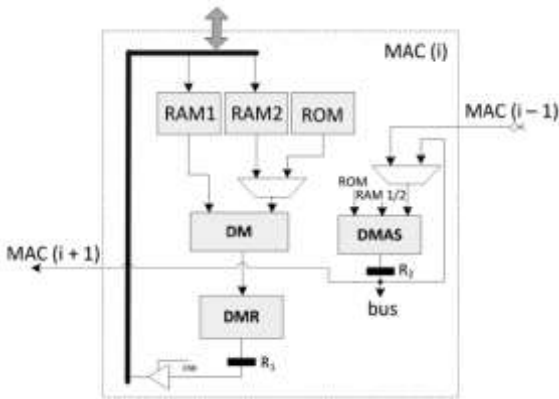 MAC (i)
RAM1 RAM2 ROM
MAC (i – 1)
ROM
RAM 1/2
DM
DMAS
MAC (i + 1)
R₂
bus
DMR
R₁